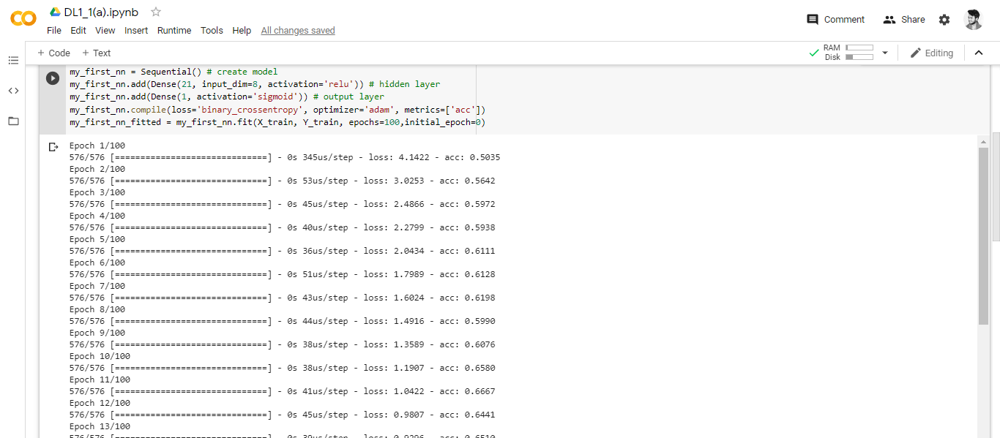 DL1_1(a).ipynb
Comment
Share
File Edit View Insert Runtime Tools Help All changes saved
+ Code + Text
RAM
Disk
Editing
my_first_nn = Sequential() # create model
my_first_nn.add(Dense(21, input_dim=8, activation='relu')) # hidden layer
my_first_nn.add(Dense(1, activation='sigmoid')) # output layer
my_first_nn.compile(loss='binary_crossentropy', optimizer='adam', metrics=['acc'])
my_first_nn_fitted = my_first_nn.fit(X_train, Y_train, epochs=100,initial_epoch=0)
Epoch 1/100
576/576 [==============================] - 0s 345us/step - loss: 4.1422 - acc: 0.5035
Epoch 2/100
576/576 [==============================] - 0s 53us/step - loss: 3.0253 - acc: 0.5642
Epoch 3/100
576/576 [==============================] - 0s 45us/step - loss: 2.4866 - acc: 0.5972
Epoch 4/100
576/576 [==============================] - 0s 40us/step - loss: 2.2799 - acc: 0.5938
Epoch 5/100
576/576 [==============================] - 0s 36us/step - loss: 2.0434 - acc: 0.6111
Epoch 6/100
576/576 [==============================] - 0s 51us/step - loss: 1.7989 - acc: 0.6128
Epoch 7/100
576/576 [==============================] - 0s 43us/step - loss: 1.6024 - acc: 0.6198
Epoch 8/100
576/576 [==============================] - 0s 44us/step - loss: 1.4916 - acc: 0.5990
Epoch 9/100
576/576 [==============================] - 0s 38us/step - loss: 1.3589 - acc: 0.6076
Epoch 10/100
576/576 [==============================] - 0s 38us/step - loss: 1.1907 - acc: 0.6580
Epoch 11/100
576/576 [==============================] - 0s 41us/step - loss: 1.0422 - acc: 0.6667
Epoch 12/100
576/576 [==============================] - 0s 45us/step - loss: 0.9807 - acc: 0.6441
Epoch 13/100